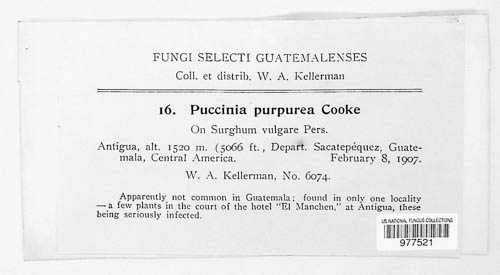 FUNGI SELECTI GUATEMALENSES
Coll. et distrib. W. A. Kellerman
16. Puccinia purpurea Cooke
On Surghum vulgare Pers.
Antigua, alt. 1520 m. (5066 ft., Depart. Sacatepéquez, Guate-
mala, Central America. February 8, 1907.
W. A. Kellerman, No. 6074.
Apparently not common in Guatemala; found in only one locality
—a few plants in the court of the hotel "El Manchen," at Antigua, these
being seriously infected.
US NATIONAL FUNGUS COLLECTIONS
977521